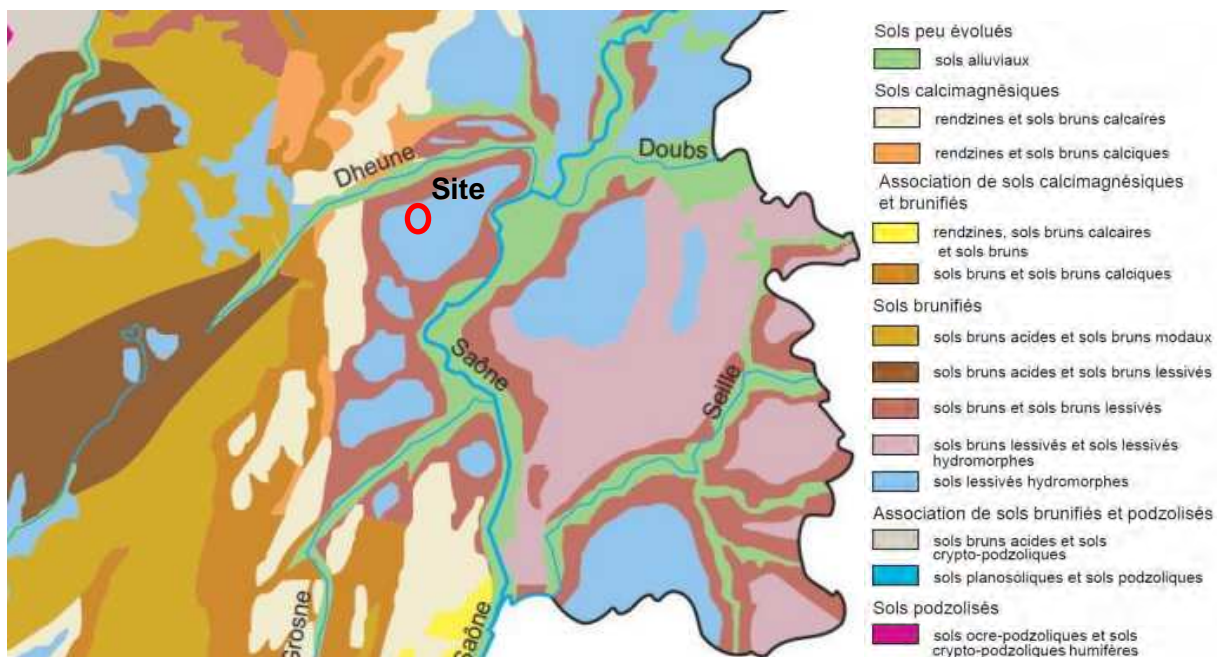 Dheune
Site
Doubs
Saône
Seille
Grosne
Saône
Sols peu évolués
sols alluviaux
Sols calcimagnésiques
rendzines et sols bruns calcaires
rendzines et sols bruns calciques
Association de sols calcimagnésiques
et brunifiés
rendzines, sols bruns calcaires
et sols bruns
sols bruns et sols bruns calciques
Sols brunifiés
sols bruns acides et sols bruns modaux
sols bruns acides et sols bruns lessivés
sols bruns et sols bruns lessivés
sols bruns lessivés et sols lessivés
hydromorphes
sols lessivés hydromorphes
Association de sols brunifiés et podzolisés
sols bruns acides et sols
crypto-podzoliques
sols planosoliques et sols podzoliques
Sols podzolisés
sols ocre-podzoliques et sols
crypto-podzoliques humifères